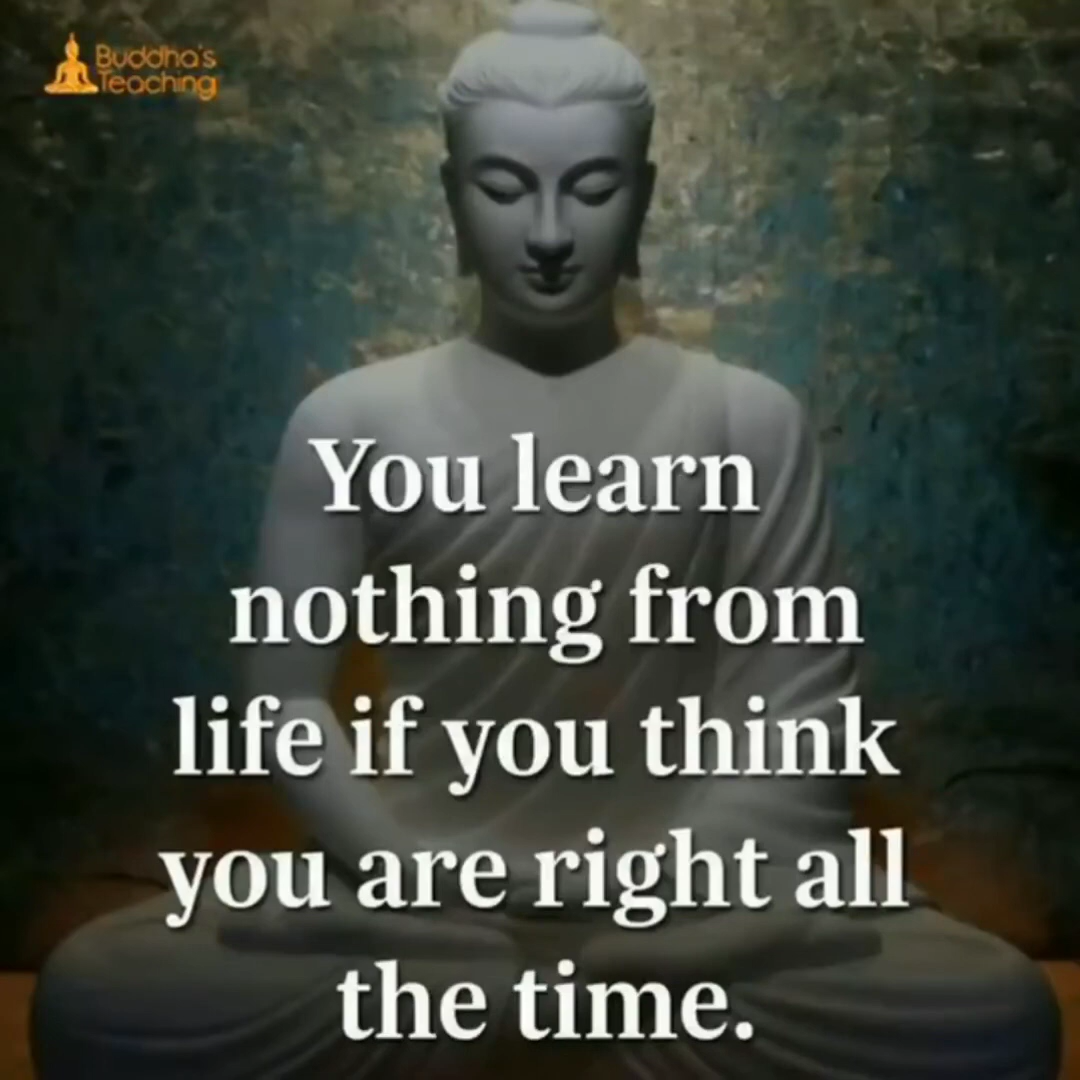 Buddha's
Teaching
You learn
nothing from
life if you think
you are right all
the time.